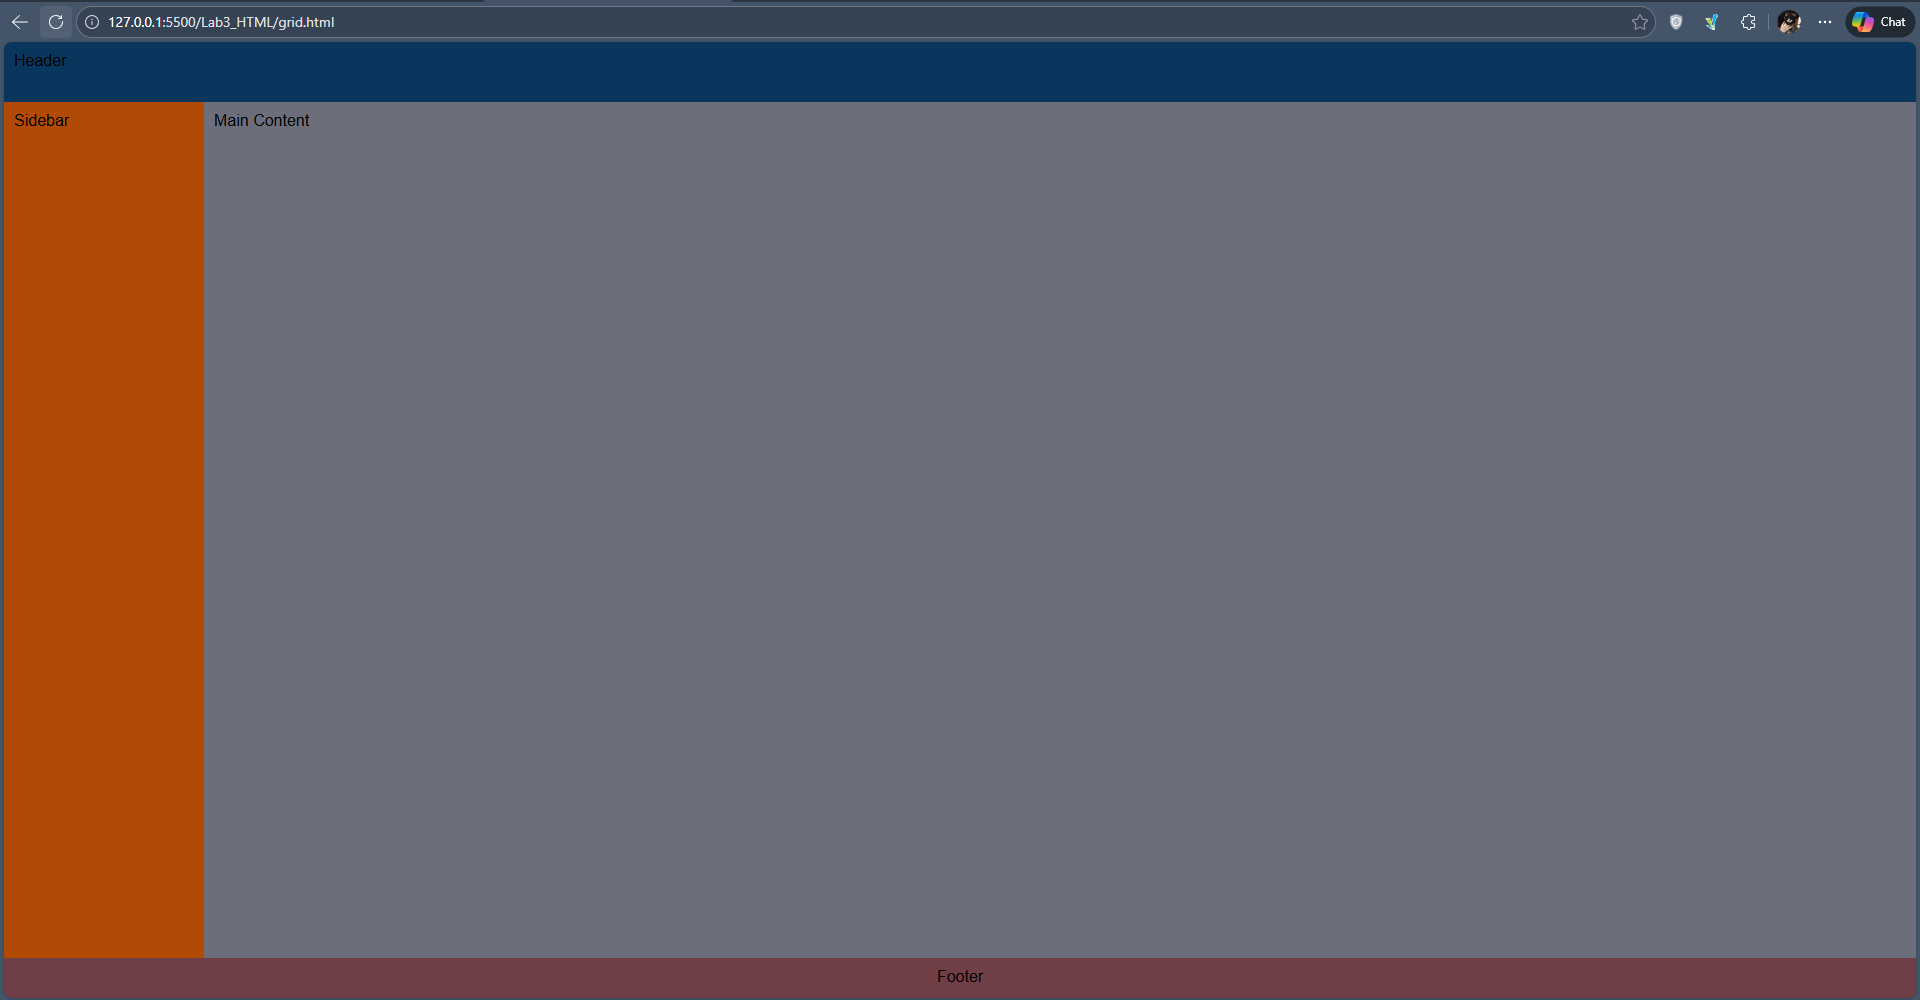 127.0.0.1:5500/Lab3_HTML/grid.html
Chat
Header
Sidebar
Main Content
Footer